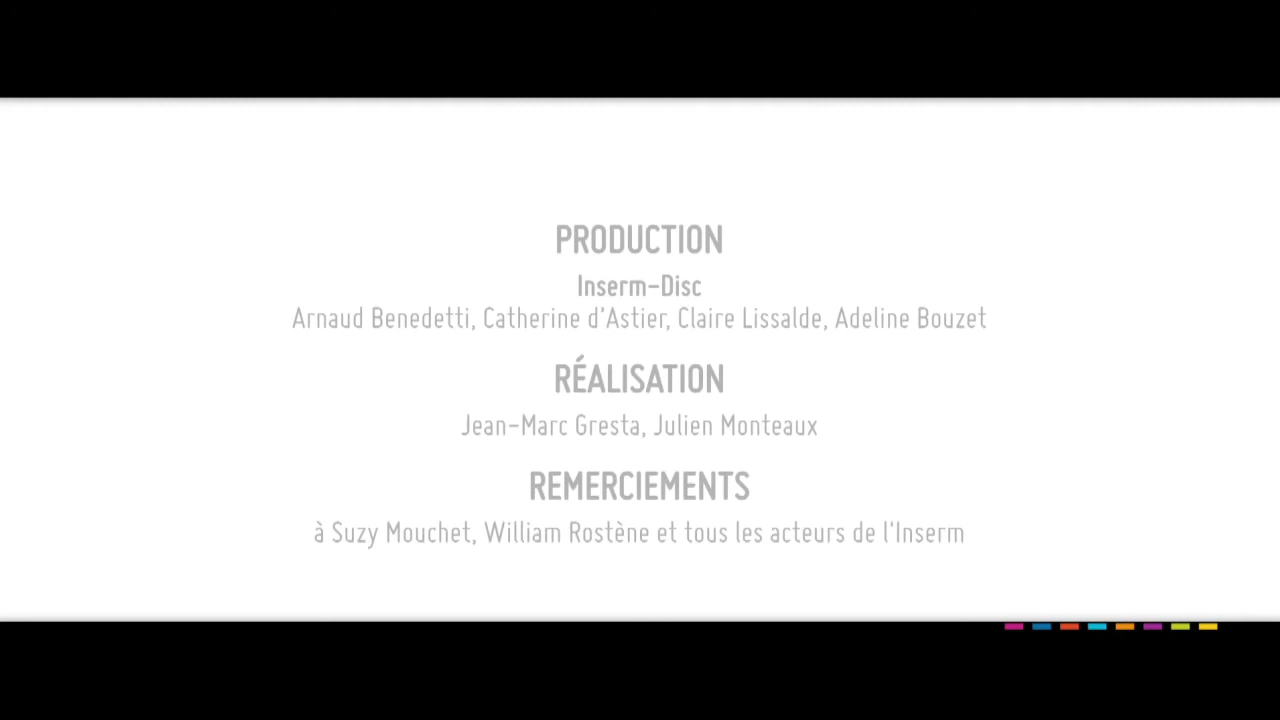 PRODUCTION
Inserm-Disc
Arnaud Benedetti, Catherine d'Astier, Claire Lissalde, Adeline Bouzet
RÉALISATION
Jean-Marc Gresta, Julien Monteaux
REMERCIEMENTS
à Suzy Mouchet, William Rostène et tous les acteurs de l'Inserm